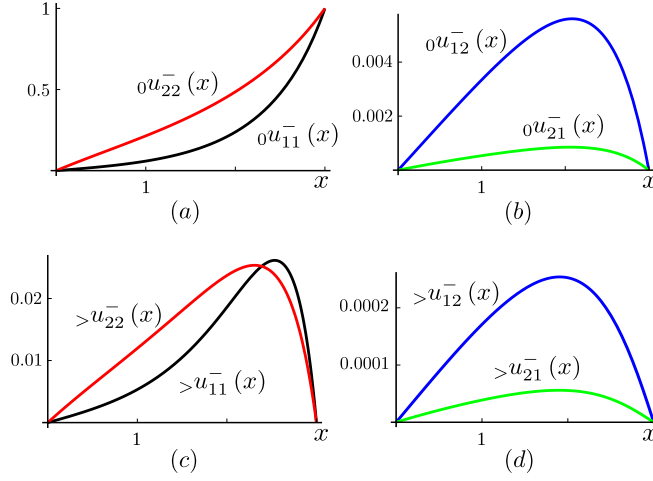 1
0.5
₀u₂₂⁻(x)
₀u₁₁⁻(x)
1
x
(a)
0.004
0.002
₀u₁₂⁻(x)
₀u₂₁⁻(x)
1
x
(b)
0.02
0.01
>u₂₂⁻(x)
>u₁₁⁻(x)
1
x
(c)
0.0002
0.0001
>u₁₂⁻(x)
>u₂₁⁻(x)
1
x
(d)